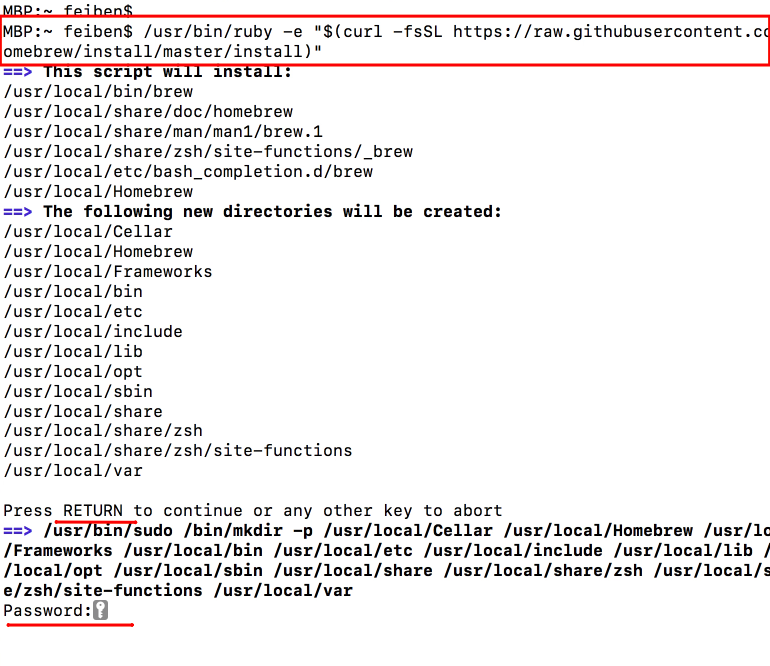 MBP:~ feiben$
MBP:~ feiben$ /usr/bin/ruby -e "$(curl -fsSL https://raw.githubusercontent.co
omebrew/install/master/install)"
==> This script will install:
/usr/local/bin/brew
/usr/local/share/doc/homebrew
/usr/local/share/man/man1/brew.1
/usr/local/share/zsh/site-functions/_brew
/usr/local/etc/bash_completion.d/brew
/usr/local/Homebrew
==> The following new directories will be created:
/usr/local/Cellar
/usr/local/Homebrew
/usr/local/Frameworks
/usr/local/bin
/usr/local/etc
/usr/local/include
/usr/local/lib
/usr/local/opt
/usr/local/sbin
/usr/local/share
/usr/local/share/zsh
/usr/local/share/zsh/site-functions
/usr/local/var
Press RETURN to continue or any other key to abort
==> /usr/bin/sudo /bin/mkdir -p /usr/local/Cellar /usr/local/Homebrew /usr/lo
/Frameworks /usr/local/bin /usr/local/etc /usr/local/include /usr/local/lib /
/local/opt /usr/local/sbin /usr/local/share /usr/local/share/zsh /usr/local/s
e/zsh/site-functions /usr/local/var
Password: